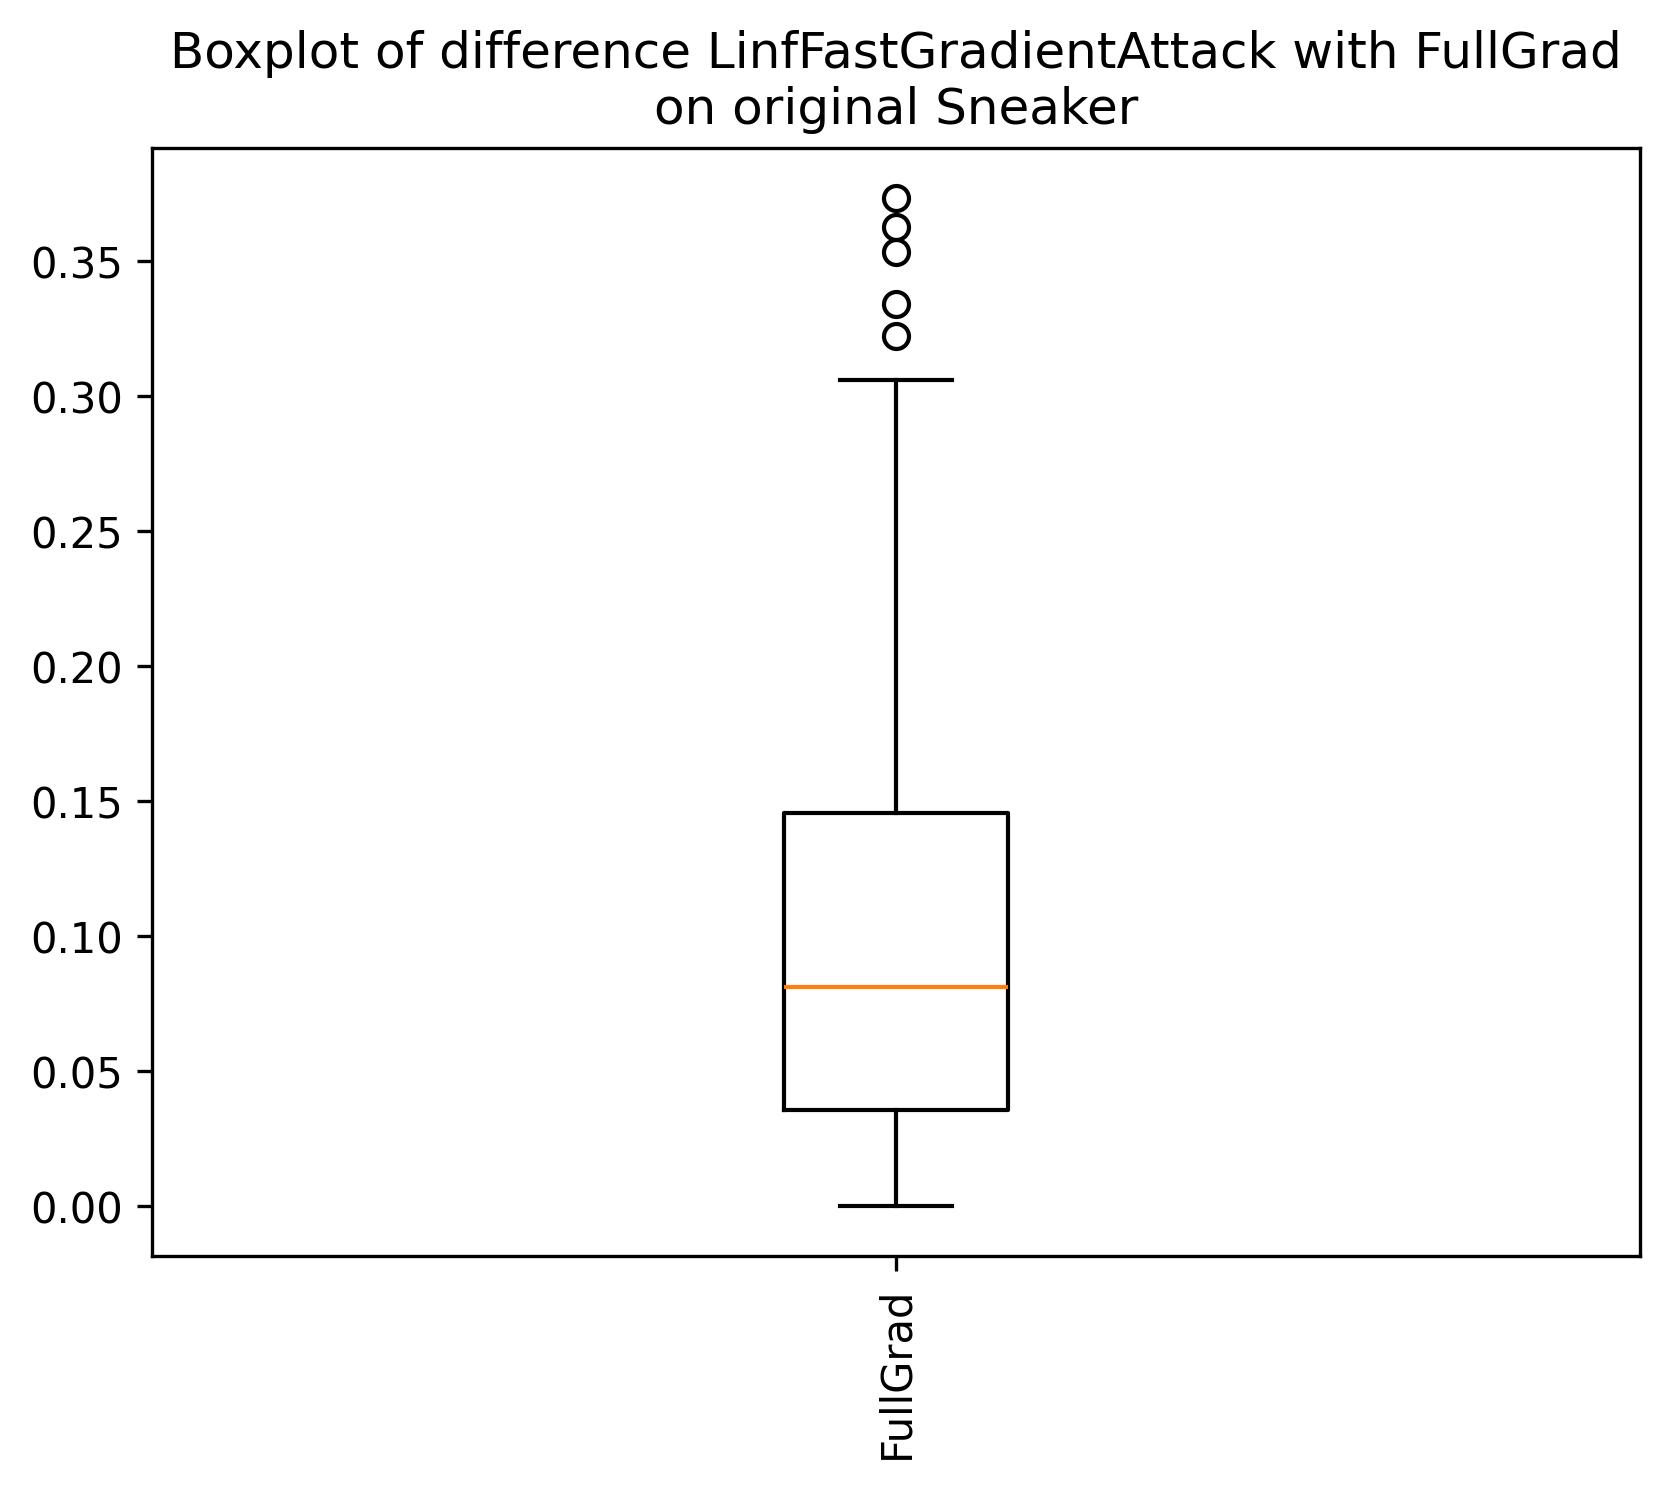 Boxplot of difference LinfFastGradientAttack with FullGrad
on original Sneaker
0.35
0.30
0.25
0.20
0.15
0.10
0.05
0.00
FullGrad